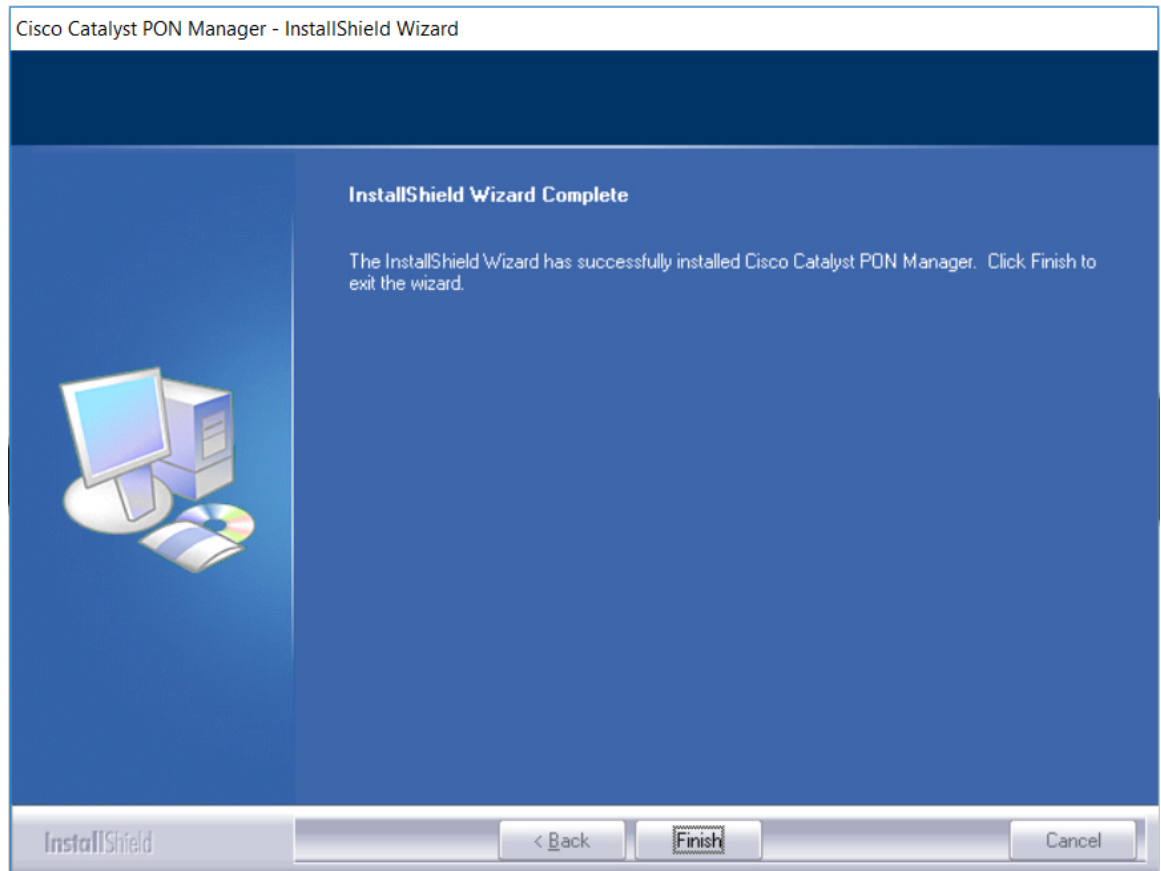 Cisco Catalyst PON Manager - InstallShield Wizard
InstallShield Wizard Complete
The InstallShield Wizard has successfully installed Cisco Catalyst PON Manager.  Click Finish to
exit the wizard.
InstallShield
< Back
Finish
Cancel